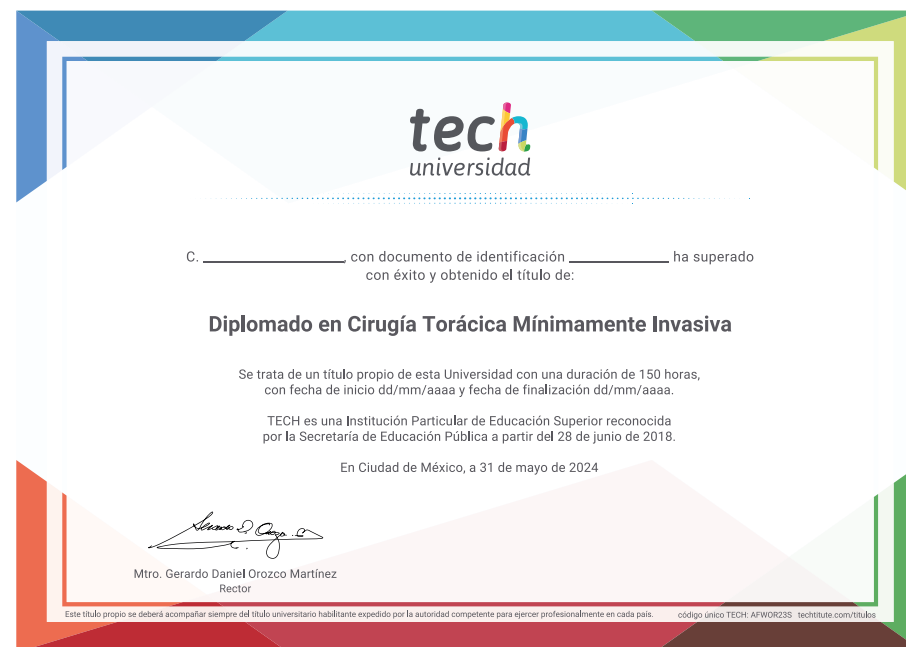 tech
universidad
C. ________________, con documento de identificación ____________ ha superado
con éxito y obtenido el título de:
Diplomado en Cirugía Torácica Mínimamente Invasiva
Se trata de un título propio de esta Universidad con una duración de 150 horas,
con fecha de inicio dd/mm/aaaa y fecha de finalización dd/mm/aaaa.
TECH es una Institución Particular de Educación Superior reconocida
por la Secretaría de Educación Pública a partir del 28 de junio de 2018.
En Ciudad de México, a 31 de mayo de 2024
Mtro. Gerardo Daniel Orozco Martínez
Rector
Este título propio se deberá acompañar siempre del título universitario habilitante expedido por la autoridad competente para ejercer profesionalmente en cada país. código único TECH: AFWOR23S techtitute.com/titulos